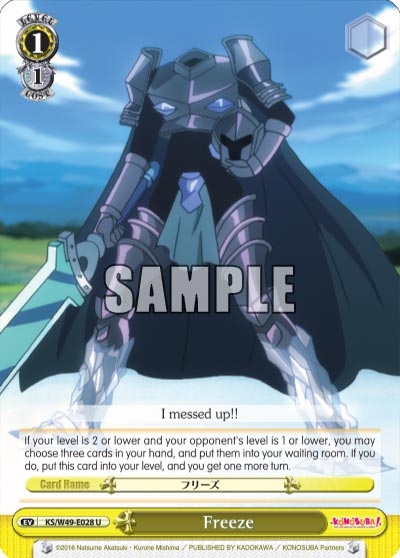 LEVEL
1
1
COST
SAMPLE
I messed up!!
If your level is 2 or lower and your opponent's level is 1 or lower, you may
choose three cards in your hand, and put them into your waiting room. If you
do, put this card into your level, and you get one more turn.
Card Name フリーズ
EV KS/W49-E028 U Freeze KONOSUBA!
©2016 Natsume Akatsuki・Kurone Mishima / PUBLISHED BY KADOKAWA / KONOSUBA Partners